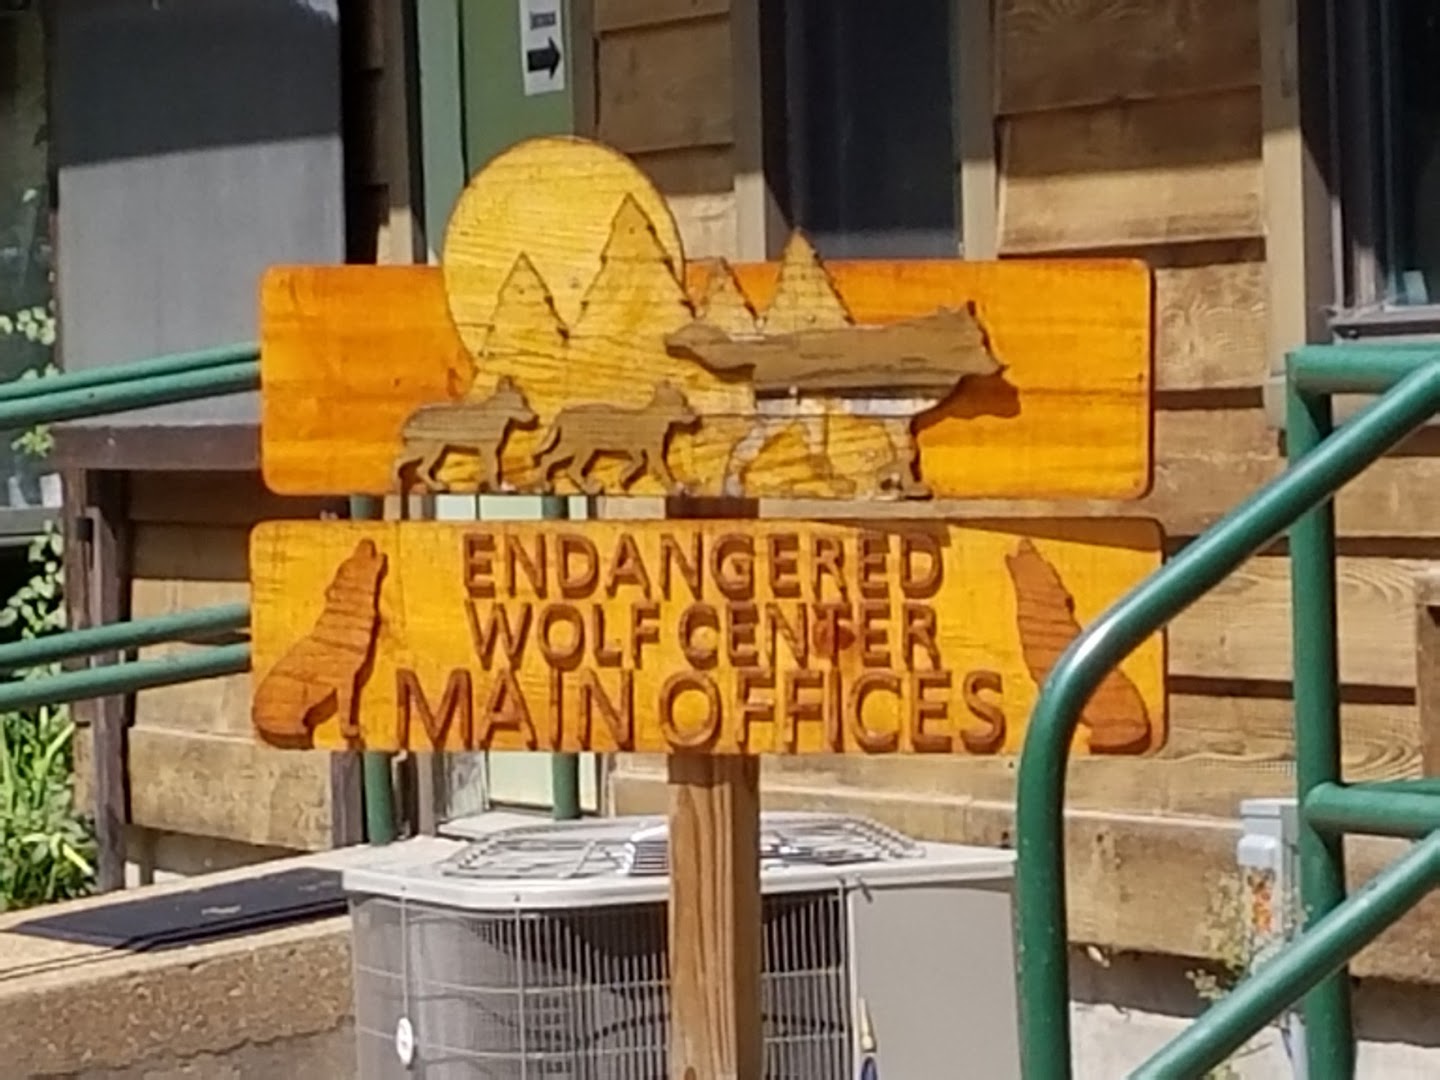 ENDANGERED
WOLF CENTER
MAIN OFFICES